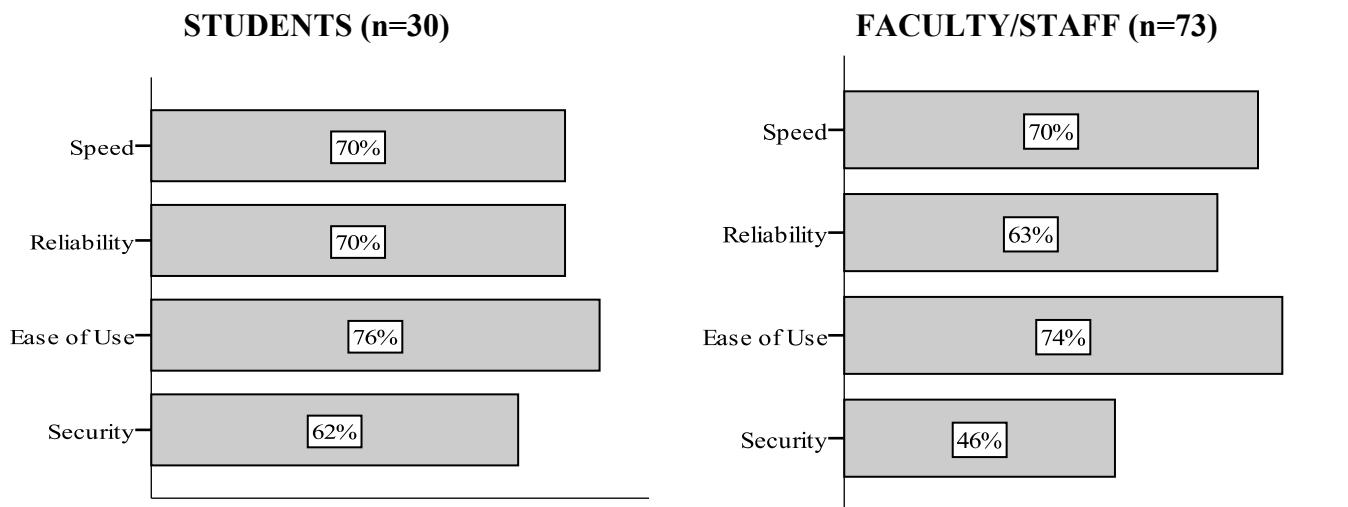 STUDENTS (n=30)
Speed 70%
Reliability 70%
Ease of Use 76%
Security 62%
FACULTY/STAFF (n=73)
Speed 70%
Reliability 63%
Ease of Use 74%
Security 46%